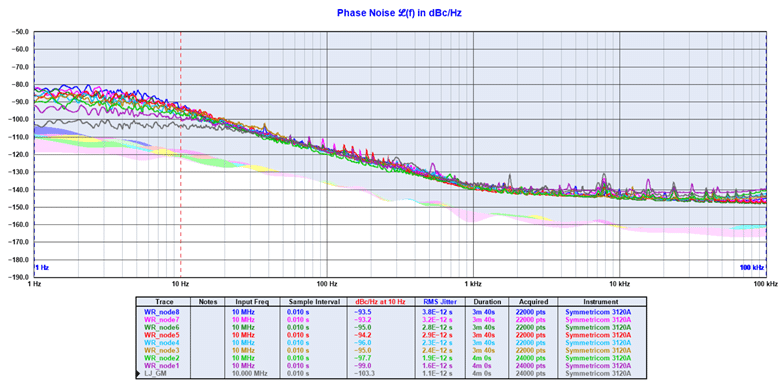 Phase Noise ℒ(f) in dBc/Hz
-50.0
-60.0
-70.0
-80.0
-90.0
-100.0
-110.0
-120.0
-130.0
-140.0
-150.0
-160.0
-170.0
-180.0
-190.0
1 Hz 100 kHz
1 Hz 10 Hz 100 Hz 1 kHz 10 kHz 100 kHz
Trace Notes Input Freq Sample Interval dBc/Hz at 10 Hz RMS Jitter Duration Acquired Instrument
WR_node8 10 MHz 0.010 s -93.5 3.8E-12 s 3m 40s 22000 pts Symmetricom 3120A
WR_node7 10 MHz 0.010 s -93.2 3.2E-12 s 3m 40s 22000 pts Symmetricom 3120A
WR_node6 10 MHz 0.010 s -95.0 2.8E-12 s 3m 40s 22000 pts Symmetricom 3120A
WR_node5 10 MHz 0.010 s -94.2 2.9E-12 s 3m 40s 22000 pts Symmetricom 3120A
WR_node4 10 MHz 0.010 s -96.0 2.3E-12 s 3m 40s 22000 pts Symmetricom 3120A
WR_node3 10 MHz 0.010 s -95.0 2.4E-12 s 3m 40s 22000 pts Symmetricom 3120A
WR_node2 10 MHz 0.010 s -97.7 1.9E-12 s 4m 0s 24000 pts Symmetricom 3120A
WR_node1 10 MHz 0.010 s -99.0 1.6E-12 s 4m 0s 24000 pts Symmetricom 3120A
LJ_GM 10.000 MHz 0.010 s -103.3 1.1E-12 s 4m 0s 24000 pts Symmetricom 3120A